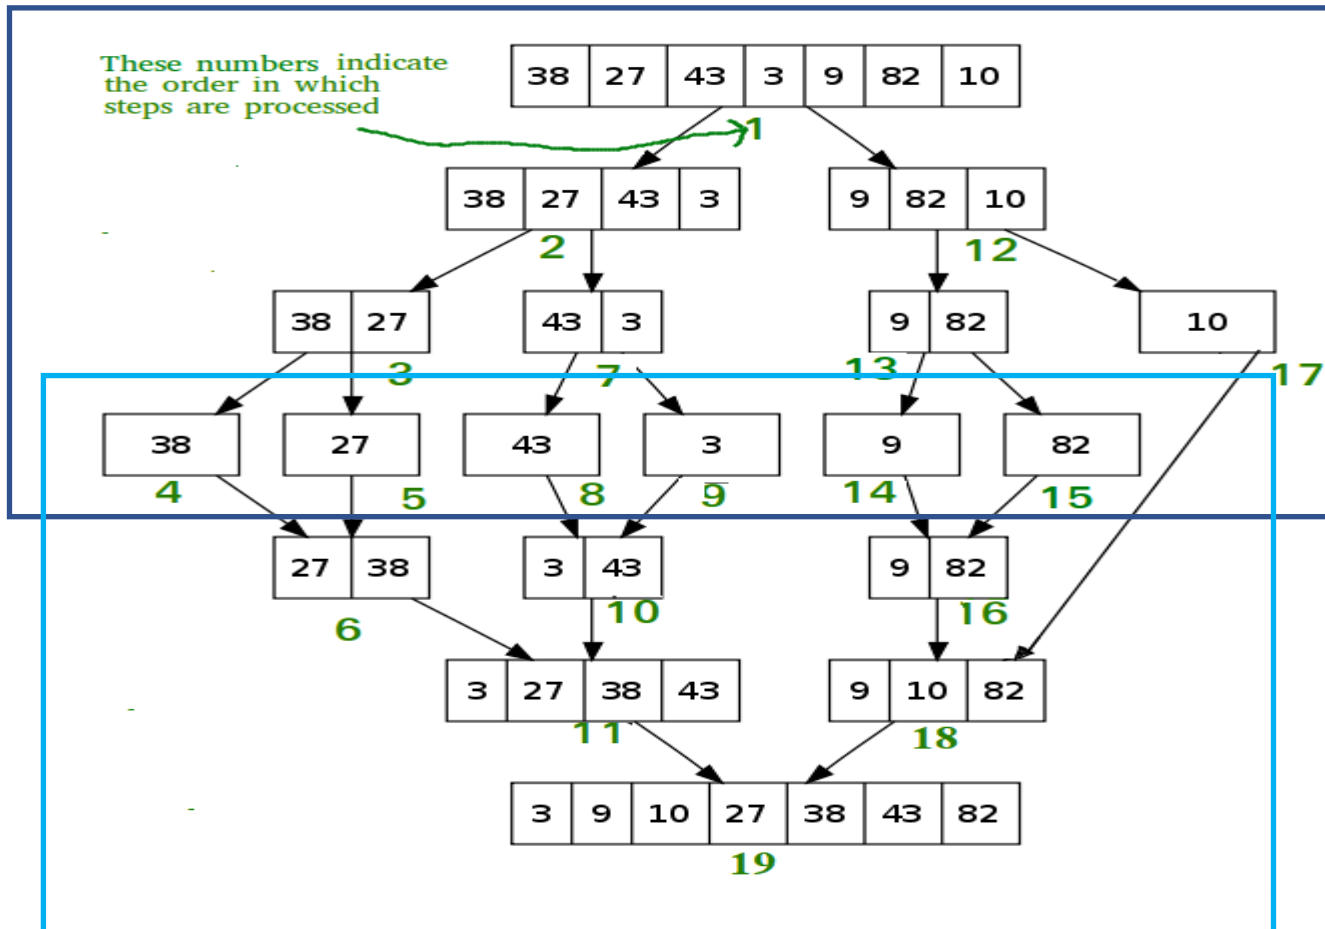 These numbers indicate
the order in which
steps are processed
38 27 43 3 9 82 10
1
38 27 43 3 9 82 10
2 12
38 27 43 3 9 82 10
3 7 13 17
38 27 43 3 9 82
4 5 8 9 14 15
27 38 3 43 9 82
6 10 16
3 27 38 43 9 10 82
11 18
3 9 10 27 38 43 82
19